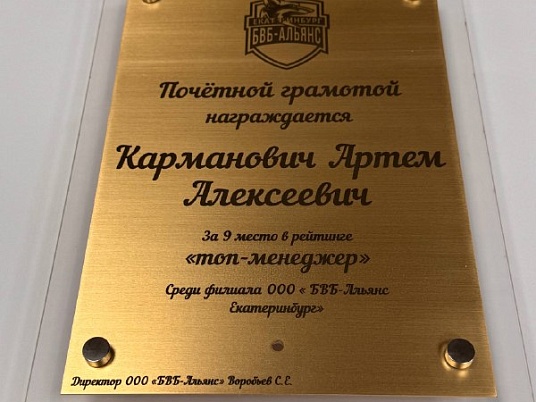 ЕКАТЕРИНБУРГ
БВБ-АЛЬЯНС
Почётной грамотой
награждается
Карманович Артем
Алексеевич
За 9 место в рейтинге
«топ-менеджер»
Среди филиала ООО « БВБ-Альянс
Екатеринбург»
Директор ООО «БВБ-Альянс» Воробьев С.Е.